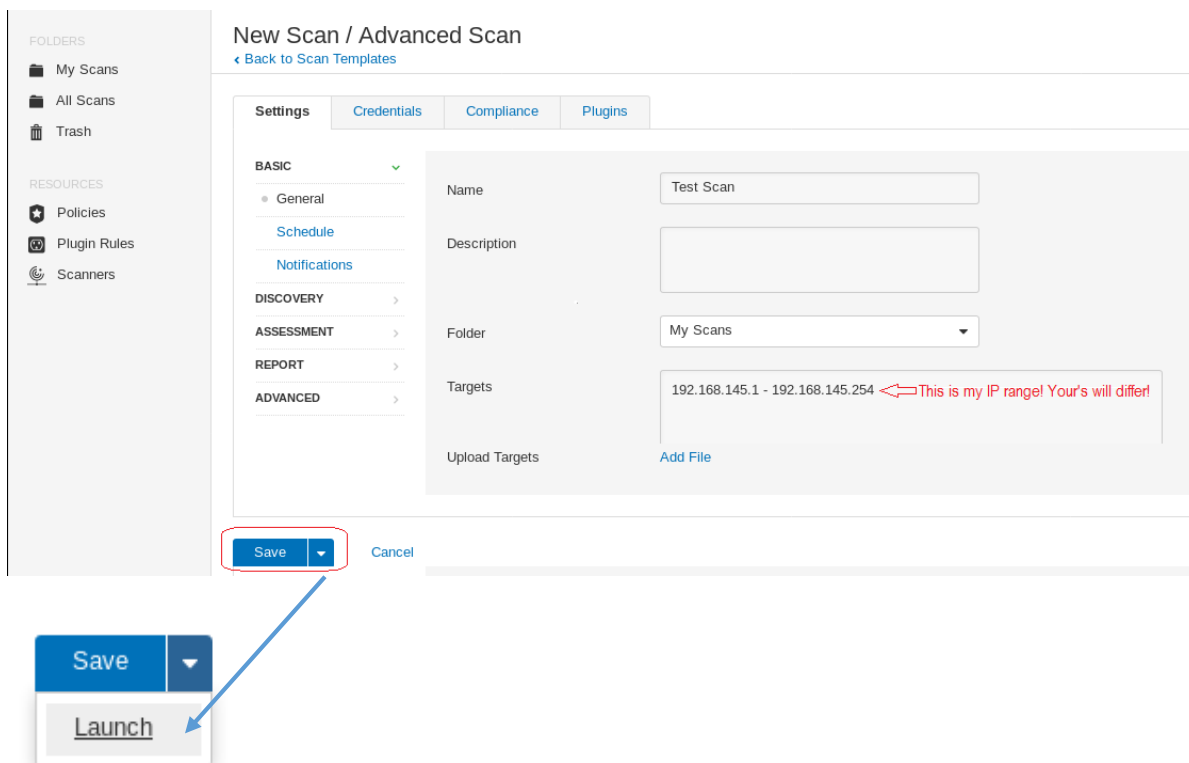 FOLDERS
My Scans
All Scans
Trash
RESOURCES
Policies
Plugin Rules
Scanners
New Scan / Advanced Scan
‹ Back to Scan Templates
Settings Credentials Compliance Plugins
BASIC
General
Schedule
Notifications
DISCOVERY
ASSESSMENT
REPORT
ADVANCED
Name Test Scan
Description
Folder My Scans
Targets 192.168.145.1 - 192.168.145.254 This is my IP range! Your's will differ!
Upload Targets Add File
Save Cancel
Save
Launch